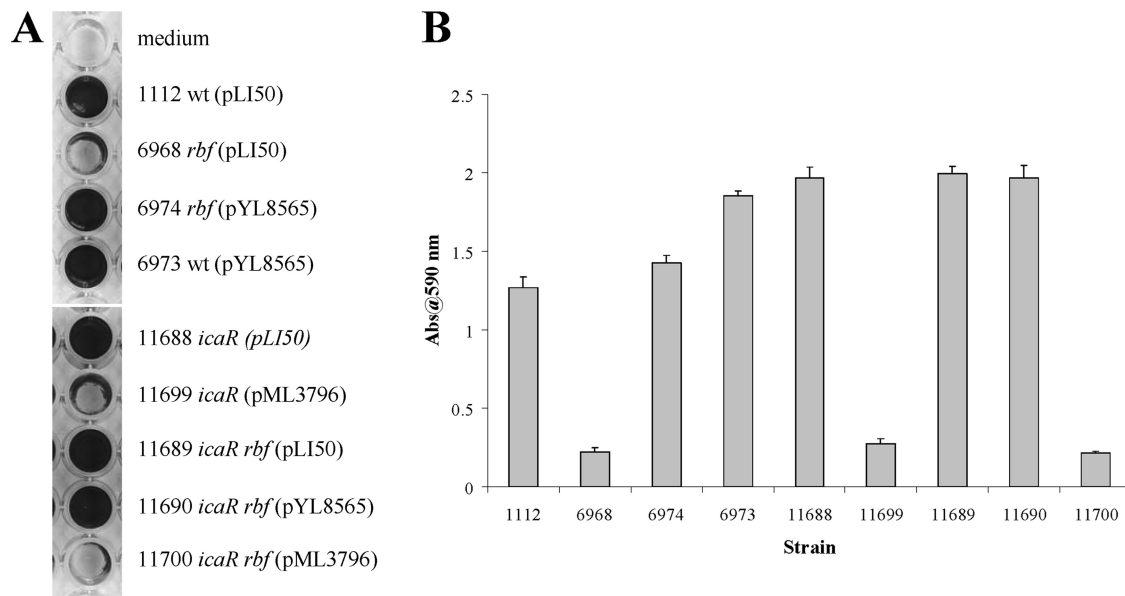 A
medium
1112 wt (pLI50)
6968 rbf (pLI50)
6974 rbf (pYL8565)
6973 wt (pYL8565)
11688 icaR (pLI50)
11699 icaR (pML3796)
11689 icaR rbf (pLI50)
11690 icaR rbf (pYL8565)
11700 icaR rbf (pML3796)
B
2.5
2
1.5
1
0.5
0
Abs@590 nm
1112 6968 6974 6973 11688 11699 11689 11690 11700
Strain